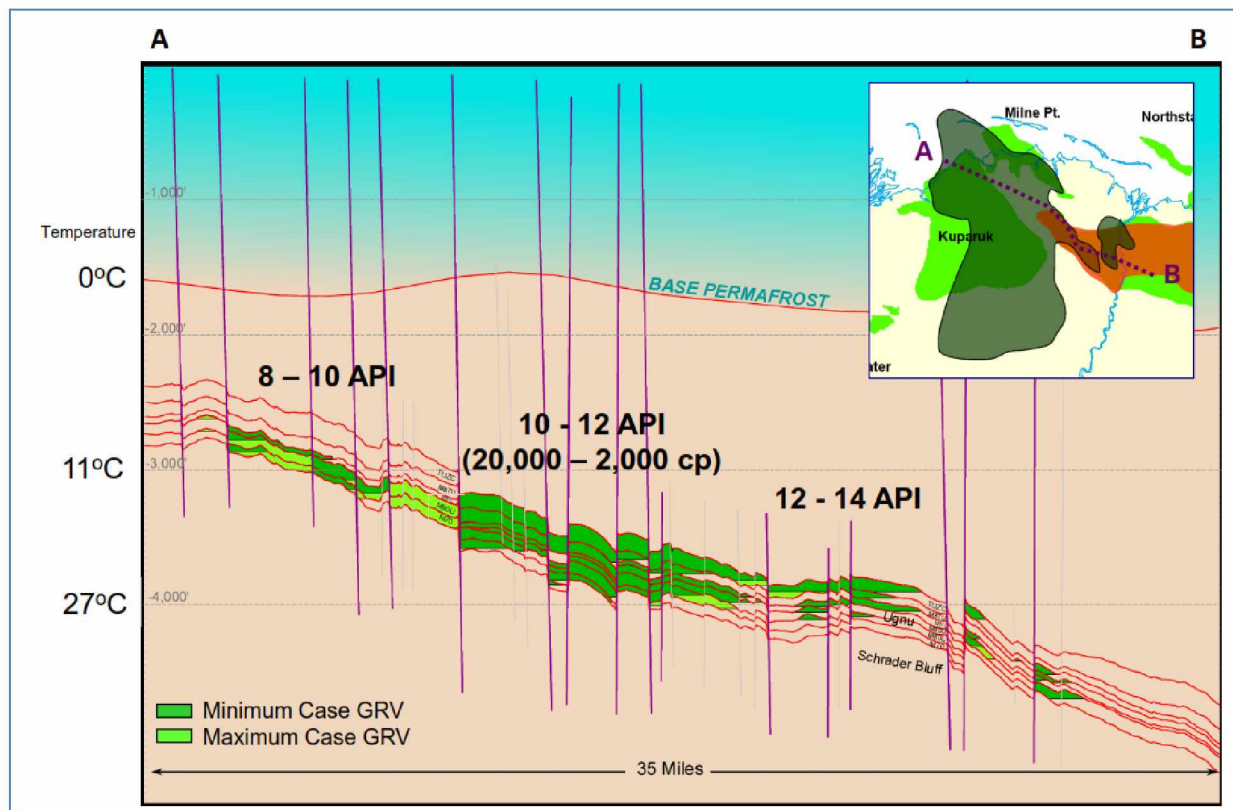 A
B
Milne Pt.
Northsta
A
-1,000'
Temperature
Kuparuk
0ºC
B
BASE PERMAFROST
-2,000'
ater
8 – 10 API
10 - 12 API
(20,000 – 2,000 cp)
11ºC
-3,000'
12 - 14 API
27ºC
-4,000'
Ugnu
Schrader Bluff
Minimum Case GRV
Maximum Case GRV
35 Miles